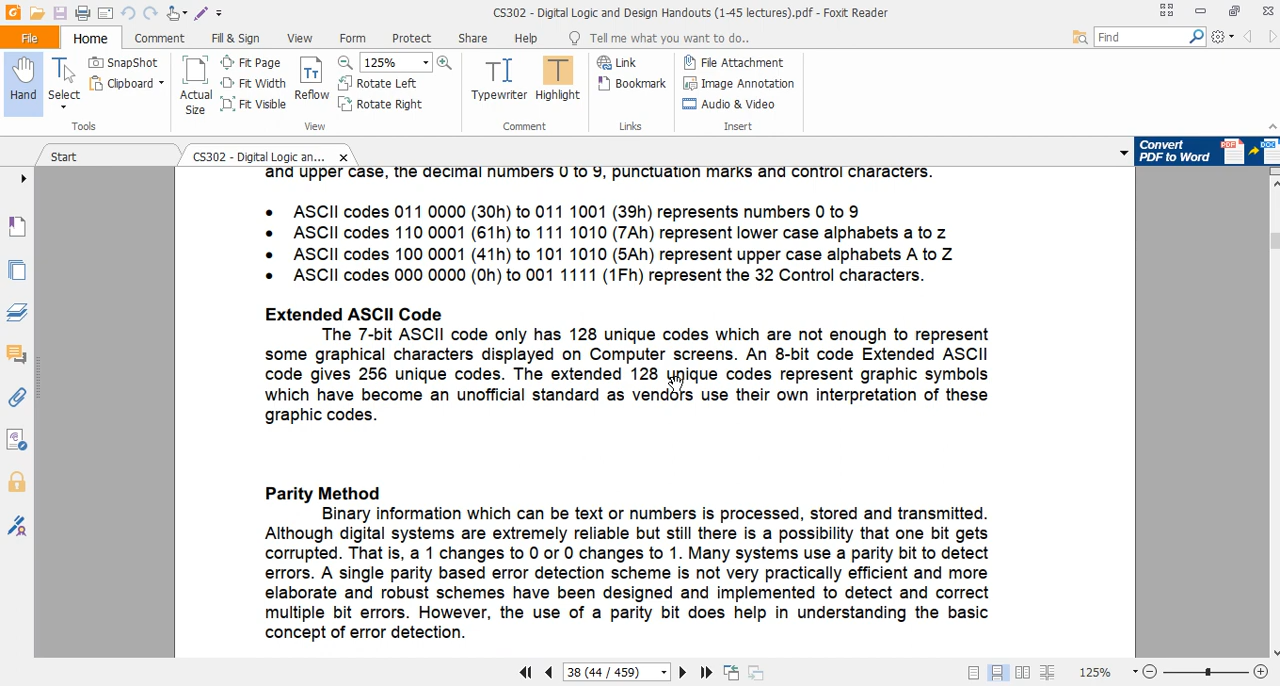 CS302 - Digital Logic and Design Handouts (1-45 lectures).pdf - Foxit Reader
File Home Comment Fill & Sign View Form Protect Share Help Tell me what you want to do.. Find
Hand Select SnapShot Clipboard Actual Size Fit Page Fit Width Fit Visible Reflow 125% Rotate Left Rotate Right Typewriter Highlight Link Bookmark File Attachment Image Annotation Audio & Video
Tools View Comment Links Insert
Start CS302 - Digital Logic an... Convert PDF to Word PDF DOC
and upper case, the decimal numbers 0 to 9, punctuation marks and control characters.
• ASCII codes 011 0000 (30h) to 011 1001 (39h) represents numbers 0 to 9
• ASCII codes 110 0001 (61h) to 111 1010 (7Ah) represent lower case alphabets a to z
• ASCII codes 100 0001 (41h) to 101 1010 (5Ah) represent upper case alphabets A to Z
• ASCII codes 000 0000 (0h) to 001 1111 (1Fh) represent the 32 Control characters.
Extended ASCII Code
The 7-bit ASCII code only has 128 unique codes which are not enough to represent
some graphical characters displayed on Computer screens. An 8-bit code Extended ASCII
code gives 256 unique codes. The extended 128 unique codes represent graphic symbols
which have become an unofficial standard as vendors use their own interpretation of these
graphic codes.
Parity Method
Binary information which can be text or numbers is processed, stored and transmitted.
Although digital systems are extremely reliable but still there is a possibility that one bit gets
corrupted. That is, a 1 changes to 0 or 0 changes to 1. Many systems use a parity bit to detect
errors. A single parity based error detection scheme is not very practically efficient and more
elaborate and robust schemes have been designed and implemented to detect and correct
multiple bit errors. However, the use of a parity bit does help in understanding the basic
concept of error detection.
38 (44 / 459) 125%